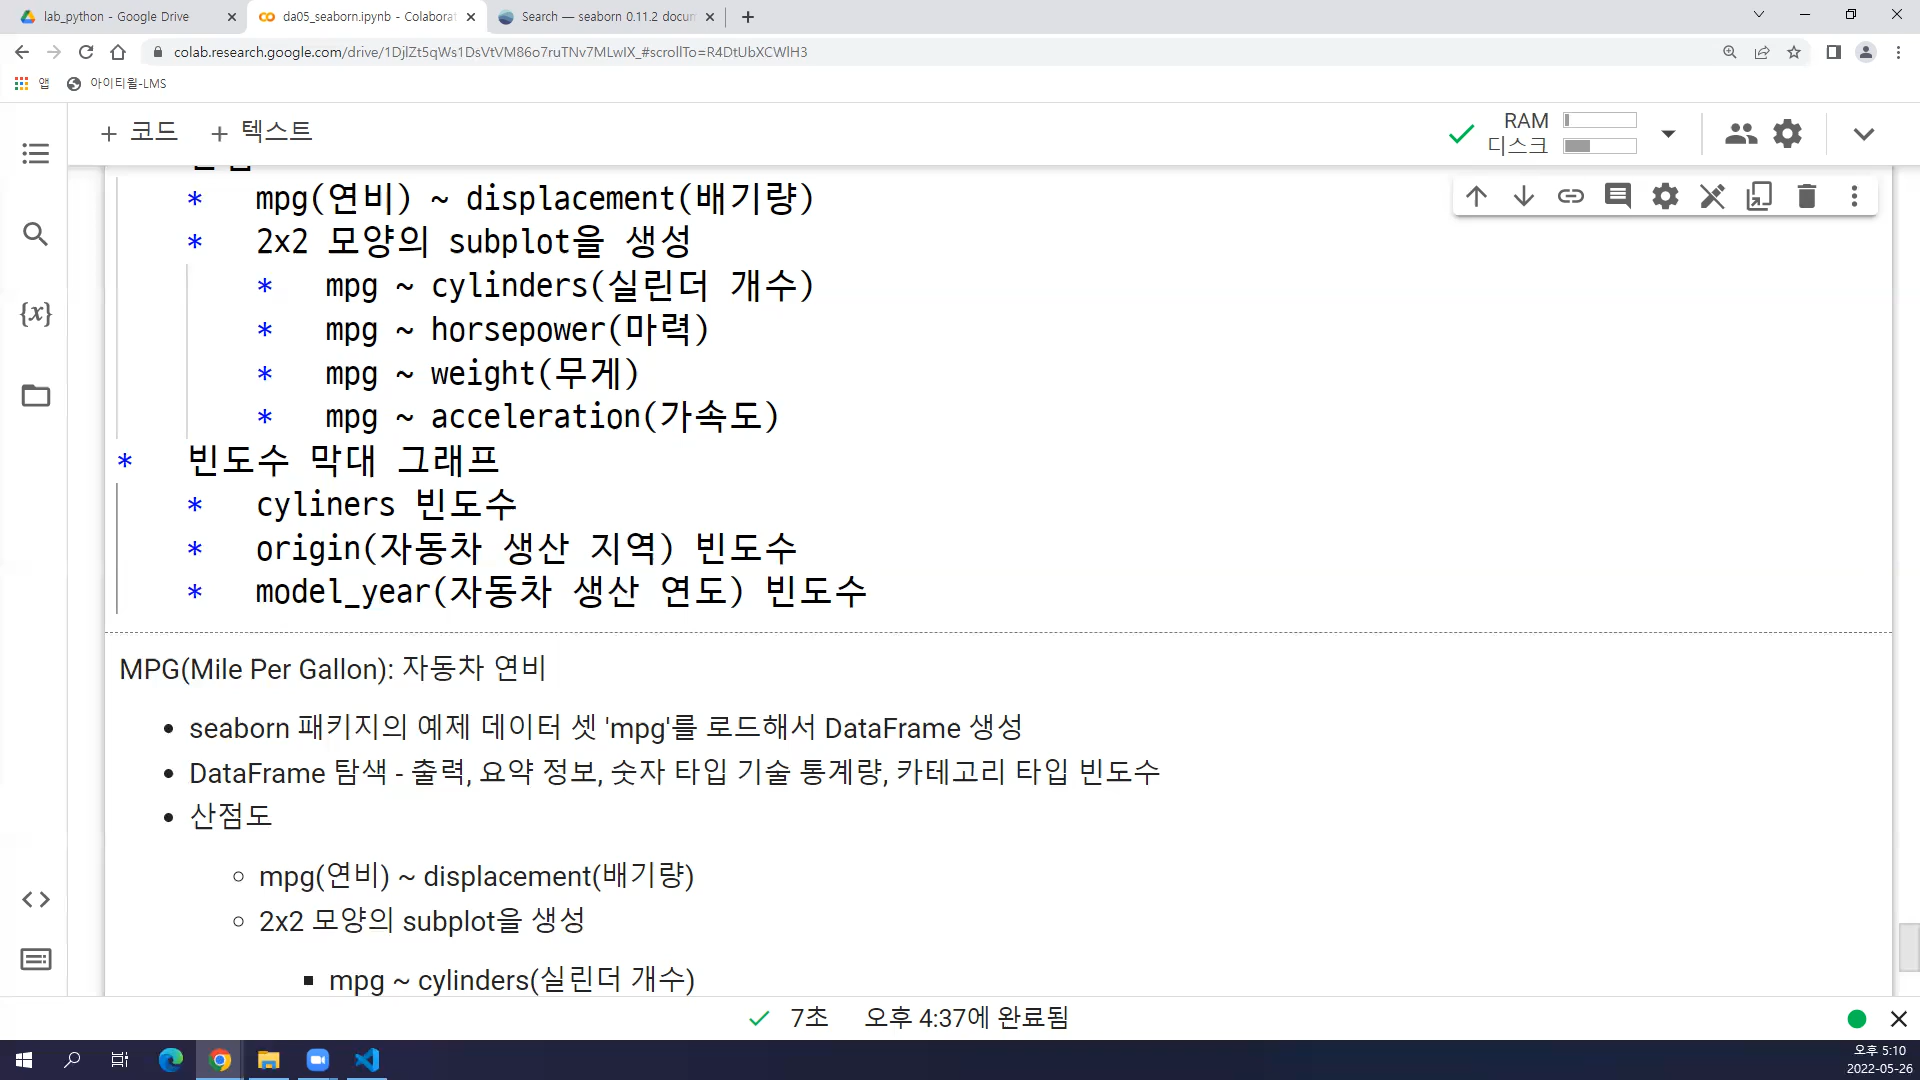 lab_python - Google Drive
da05_seaborn.ipynb - Colaborat
Search — seaborn 0.11.2 docun
colab.research.google.com/drive/1DjlZt5qWs1DsVtVM86o7ruTNv7MLwIX_#scrollTo=R4DtUbXCWlH3
앱
아이티윌-LMS
+ 코드 + 텍스트
RAM
디스크
* mpg(연비) ~ displacement(배기량)
* 2x2 모양의 subplot을 생성
* mpg ~ cylinders(실린더 개수)
* mpg ~ horsepower(마력)
* mpg ~ weight(무게)
* mpg ~ acceleration(가속도)
* 빈도수 막대 그래프
* cyliners 빈도수
* origin(자동차 생산 지역) 빈도수
* model_year(자동차 생산 연도) 빈도수
MPG(Mile Per Gallon): 자동차 연비
• seaborn 패키지의 예제 데이터 셋 'mpg'를 로드해서 DataFrame 생성
• DataFrame 탐색 - 출력, 요약 정보, 숫자 타입 기술 통계량, 카테고리 타입 빈도수
• 산점도
◦ mpg(연비) ~ displacement(배기량)
◦ 2x2 모양의 subplot을 생성
▪ mpg ~ cylinders(실린더 개수)
7초 오후 4:37에 완료됨
오후 5:10
2022-05-26